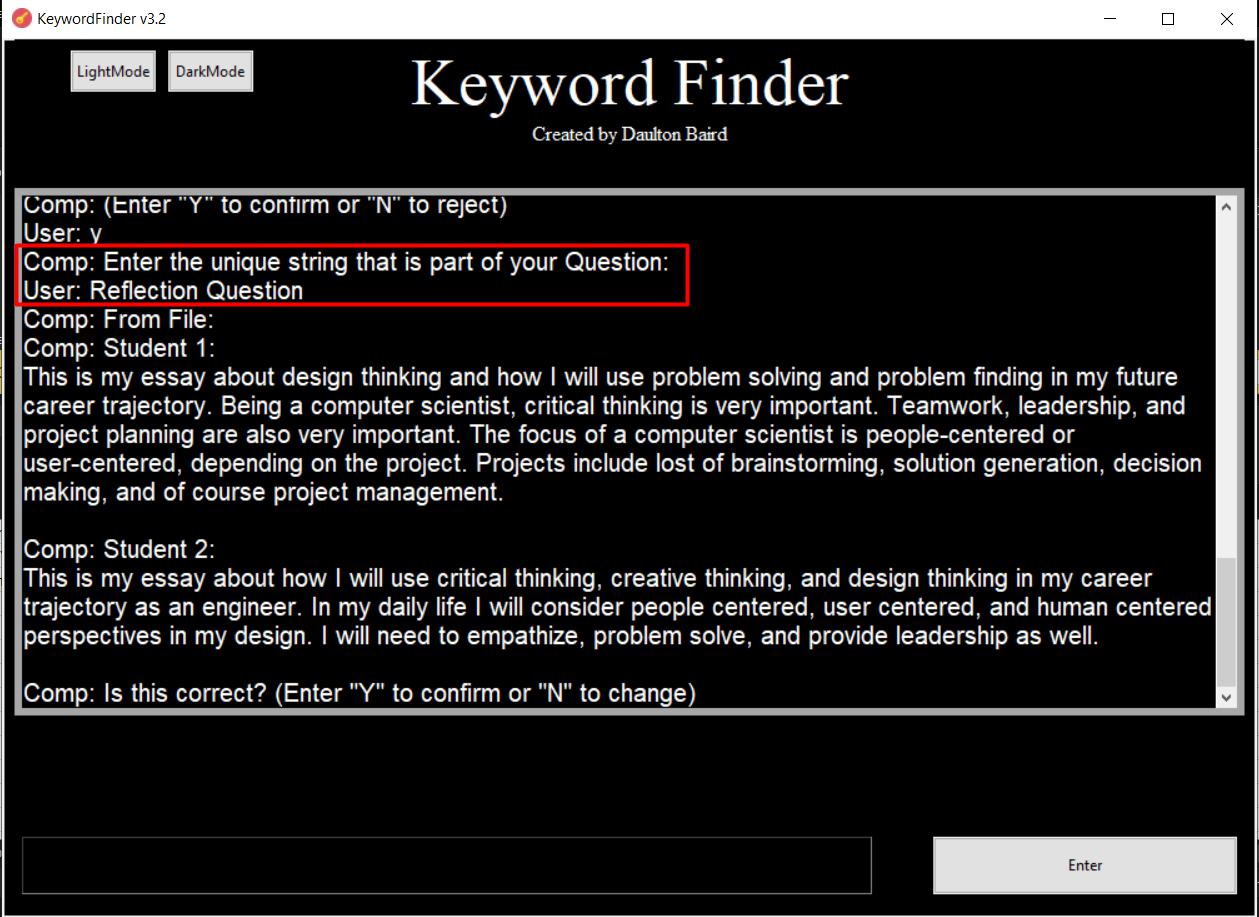 KeywordFinder v3.2
LightMode DarkMode
Keyword Finder
Created by Daulton Baird
Comp: (Enter "Y" to confirm or "N" to reject)
User: y
Comp: Enter the unique string that is part of your Question:
User: Reflection Question
Comp: From File:
Comp: Student 1:
This is my essay about design thinking and how I will use problem solving and problem finding in my future
career trajectory. Being a computer scientist, critical thinking is very important. Teamwork, leadership, and
project planning are also very important. The focus of a computer scientist is people-centered or
user-centered, depending on the project. Projects include lost of brainstorming, solution generation, decision
making, and of course project management.
Comp: Student 2:
This is my essay about how I will use critical thinking, creative thinking, and design thinking in my career
trajectory as an engineer. In my daily life I will consider people centered, user centered, and human centered
perspectives in my design. I will need to empathize, problem solve, and provide leadership as well.
Comp: Is this correct? (Enter "Y" to confirm or "N" to change)
Enter